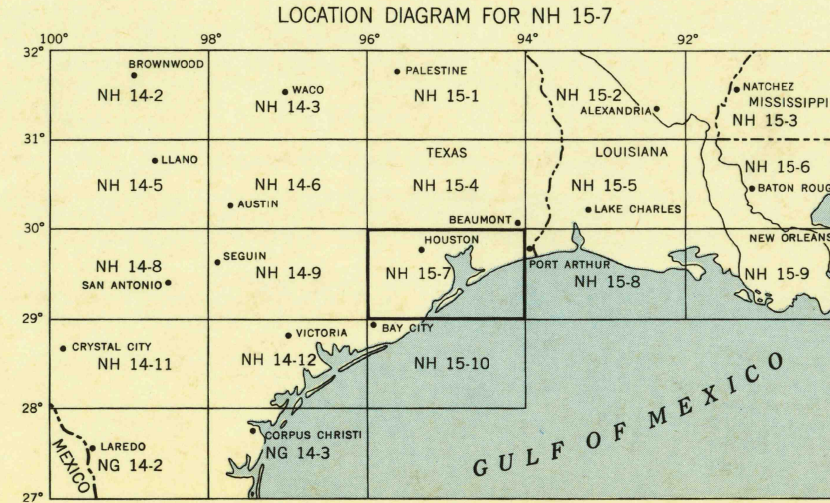 LOCATION DIAGRAM FOR NH 15-7
100° 98° 96° 94° 92°
32°
BROWNWOOD
NH 14-2
WACO
NH 14-3
PALESTINE
NH 15-1
NH 15-2
ALEXANDRIA
NATCHEZ
MISSISSIPPI
NH 15-3
31°
LLANO
NH 14-5
NH 14-6
AUSTIN
TEXAS
NH 15-4
BEAUMONT
LOUISIANA
NH 15-5
LAKE CHARLES
NH 15-6
BATON ROUG
30°
NH 14-8
SAN ANTONIO
SEGUIN
NH 14-9
HOUSTON
NH 15-7
PORT ARTHUR
NH 15-8
NEW ORLEANS
NH 15-9
29°
CRYSTAL CITY
NH 14-11
VICTORIA
NH 14-12
BAY CITY
NH 15-10
28°
MEXICO
LAREDO
NG 14-2
CORPUS CHRISTI
NG 14-3
GULF OF MEXICO
27°